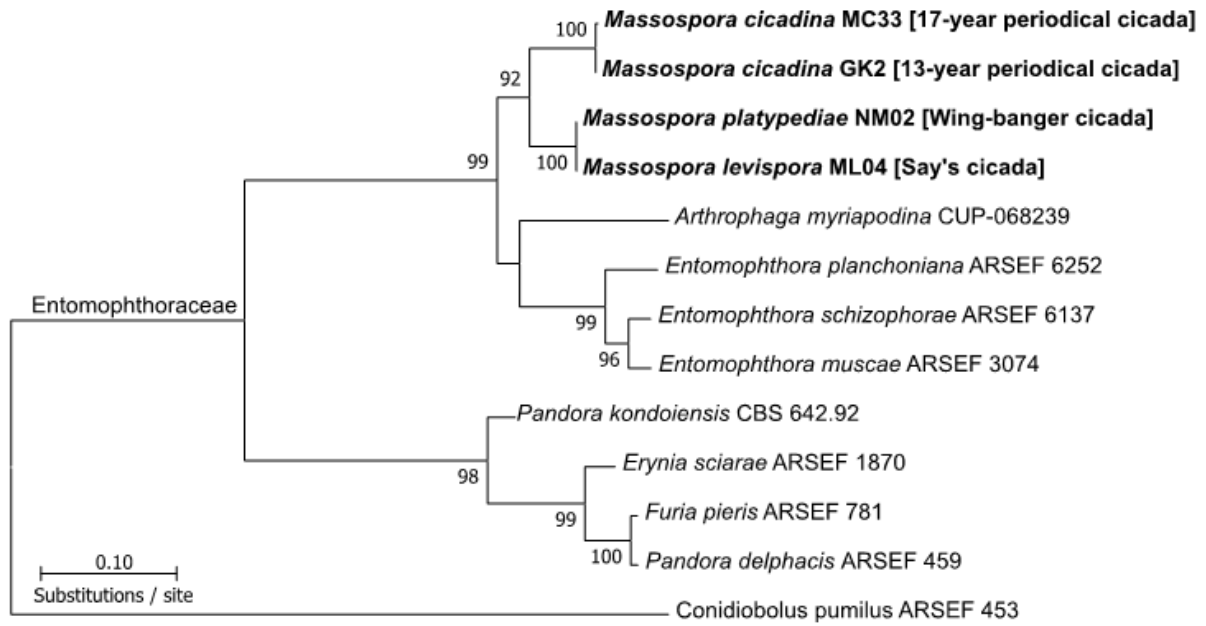 100
Massospora cicadina MC33 [17-year periodical cicada]
Massospora cicadina GK2 [13-year periodical cicada]
92
Massospora platypediae NM02 [Wing-banger cicada]
99
100
Massospora levispora ML04 [Say's cicada]
Arthrophaga myriapodina CUP-068239
Entomophthora planchoniana ARSEF 6252
Entomophthoraceae
99
Entomophthora schizophorae ARSEF 6137
96
Entomophthora muscae ARSEF 3074
Pandora kondoiensis CBS 642.92
98
Erynia sciarae ARSEF 1870
99
Furia pieris ARSEF 781
100
Pandora delphacis ARSEF 459
0.10
Substitutions / site
Conidiobolus pumilus ARSEF 453